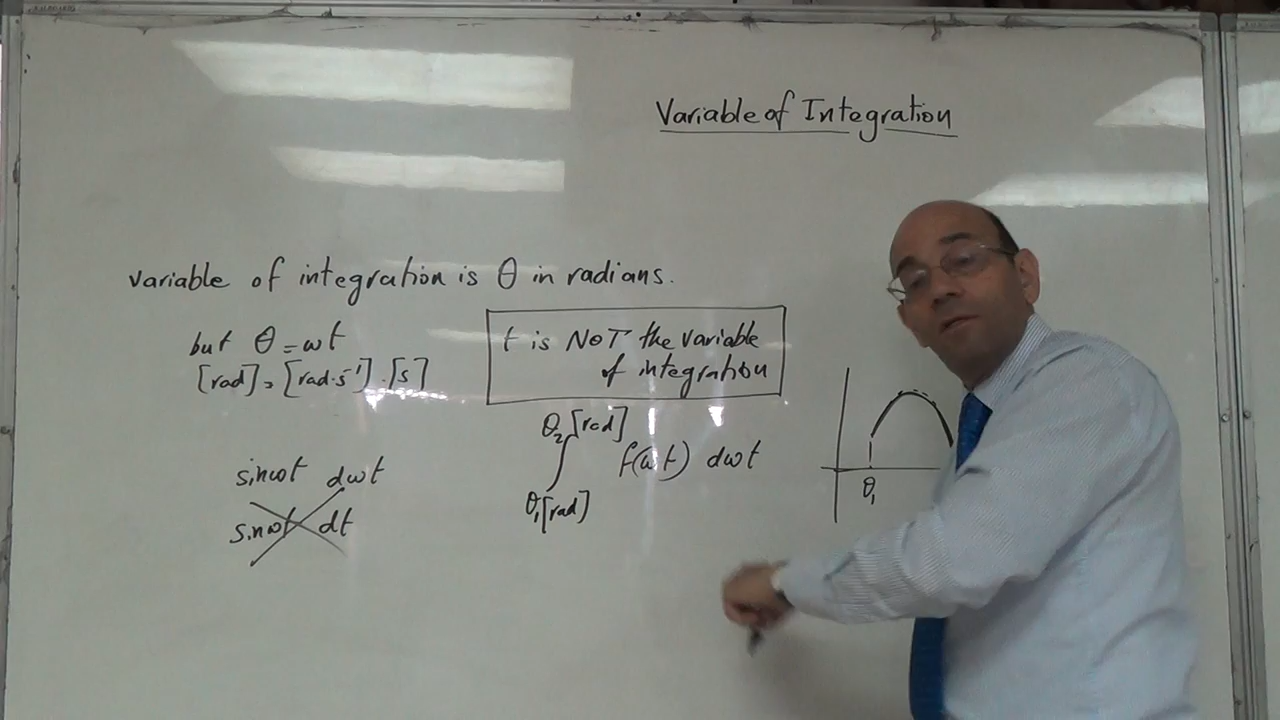 Variable of Integration
variable of integration is θ in radians.
but θ = ωt
[rad] = [rad·s⁻¹]·[s]
t is NOT the variable
of integration
sinωt dωt
sinωt dt
θ₂[rad]
∫ f(ωt) dωt
θ₁[rad]
θ₁